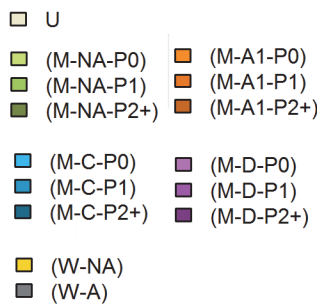 U
(M-NA-P0)
(M-NA-P1)
(M-NA-P2+)
(M-A1-P0)
(M-A1-P1)
(M-A1-P2+)
(M-C-P0)
(M-C-P1)
(M-C-P2+)
(M-D-P0)
(M-D-P1)
(M-D-P2+)
(W-NA)
(W-A)